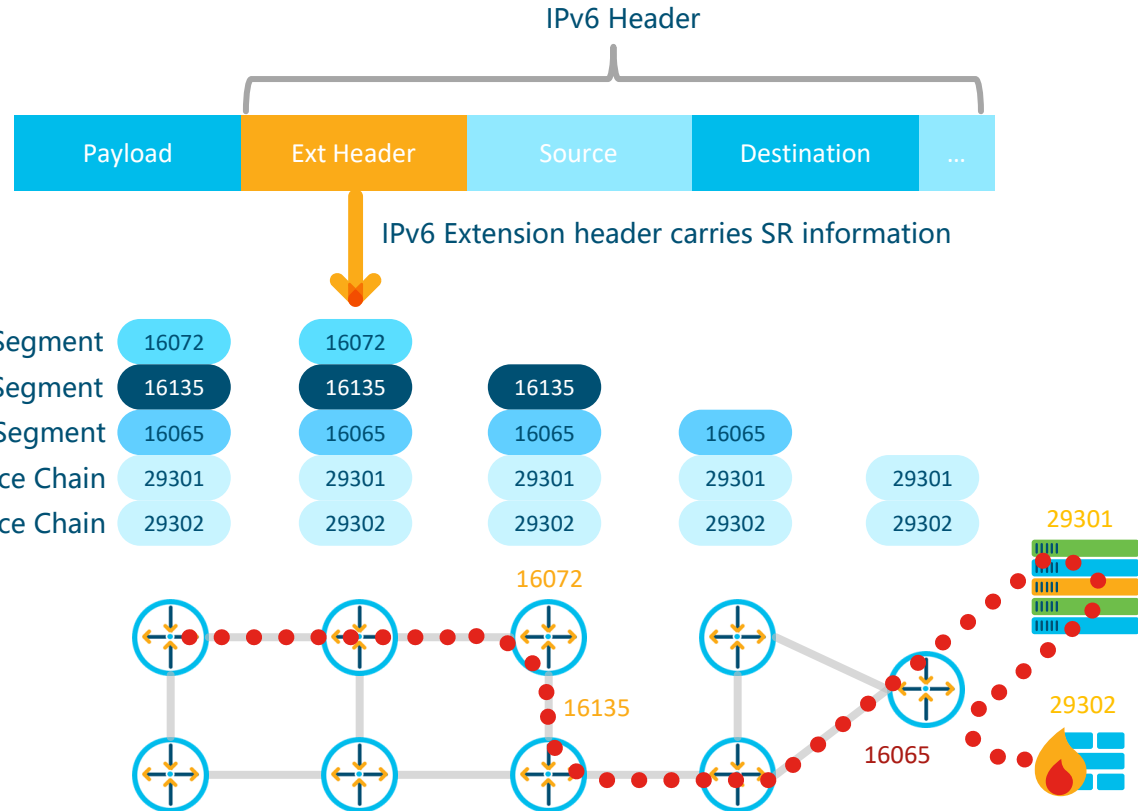 IPv6 Header
Payload Ext Header Source Destination ...
IPv6 Extension header carries SR information
Segment 16072 16072
Segment 16135 16135 16135
Segment 16065 16065 16065 16065
ce Chain 29301 29301 29301 29301 29301
ce Chain 29302 29302 29302 29302 29302
29301
16072
16135
29302
16065